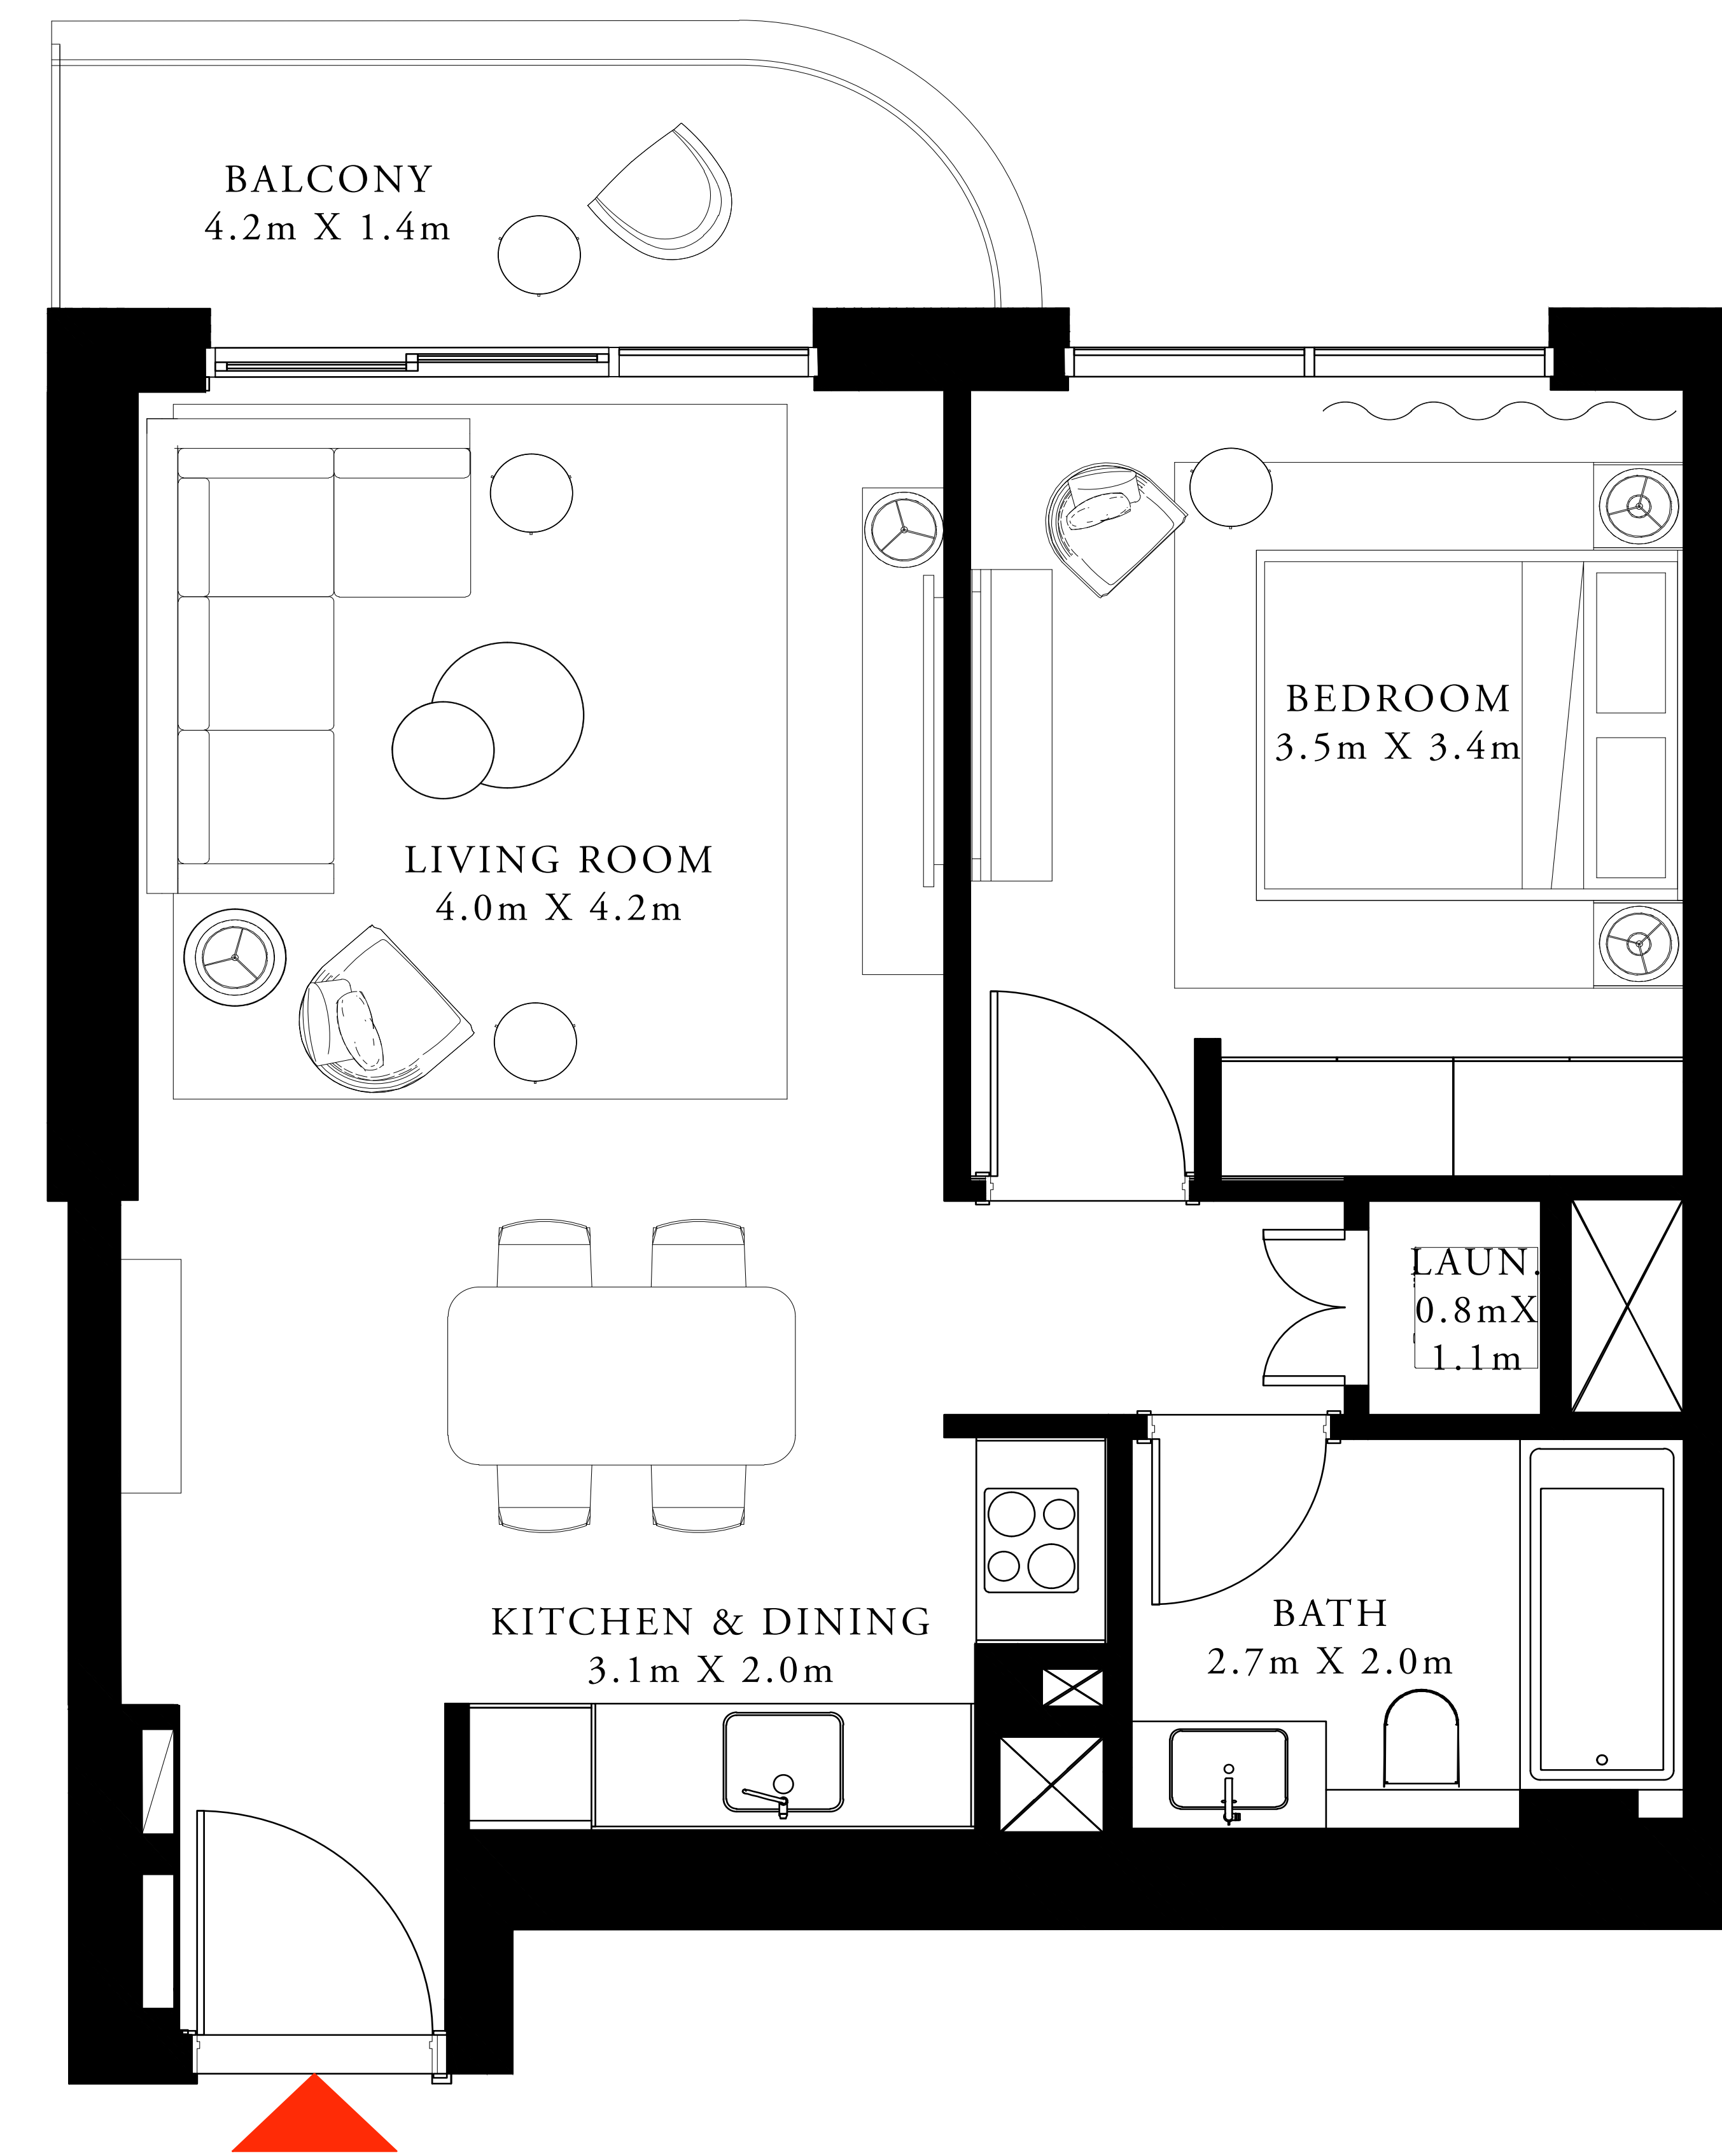 BALCONY
4.2m X 1.4m
BEDROOM
3.5m X 3.4m
LIVING ROOM
4.0m X 4.2m
LAUN.
0.8mX
1.1m
KITCHEN & DINING
3.1m X 2.0m
BATH
2.7m X 2.0m